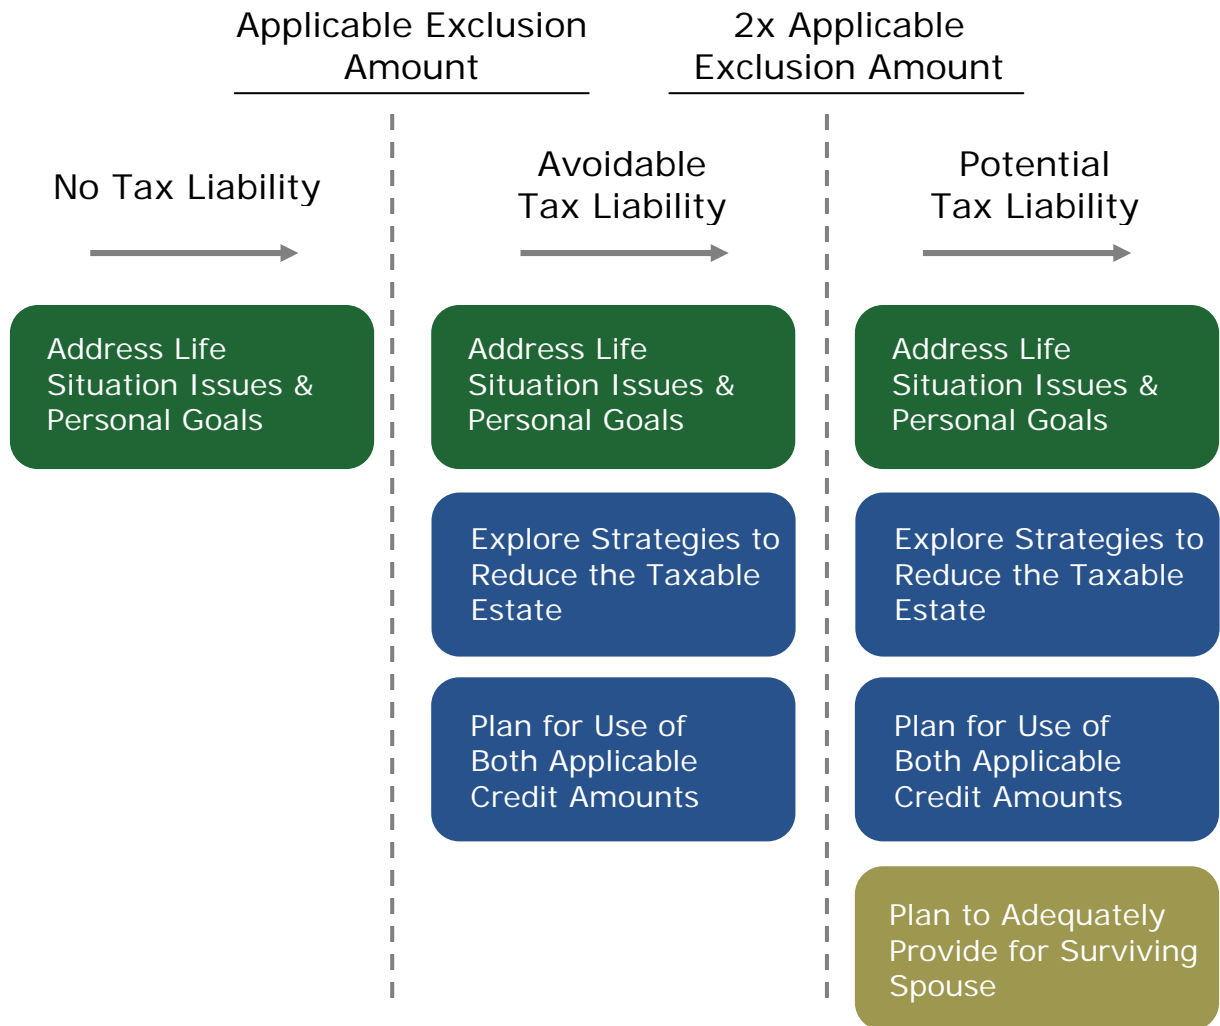 Applicable Exclusion
Amount
2x Applicable
Exclusion Amount
No Tax Liability
Avoidable
Tax Liability
Potential
Tax Liability
Address Life
Situation Issues &
Personal Goals
Address Life
Situation Issues &
Personal Goals
Address Life
Situation Issues &
Personal Goals
Explore Strategies to
Reduce the Taxable
Estate
Explore Strategies to
Reduce the Taxable
Estate
Plan for Use of
Both Applicable
Credit Amounts
Plan for Use of
Both Applicable
Credit Amounts
Plan to Adequately
Provide for Surviving
Spouse